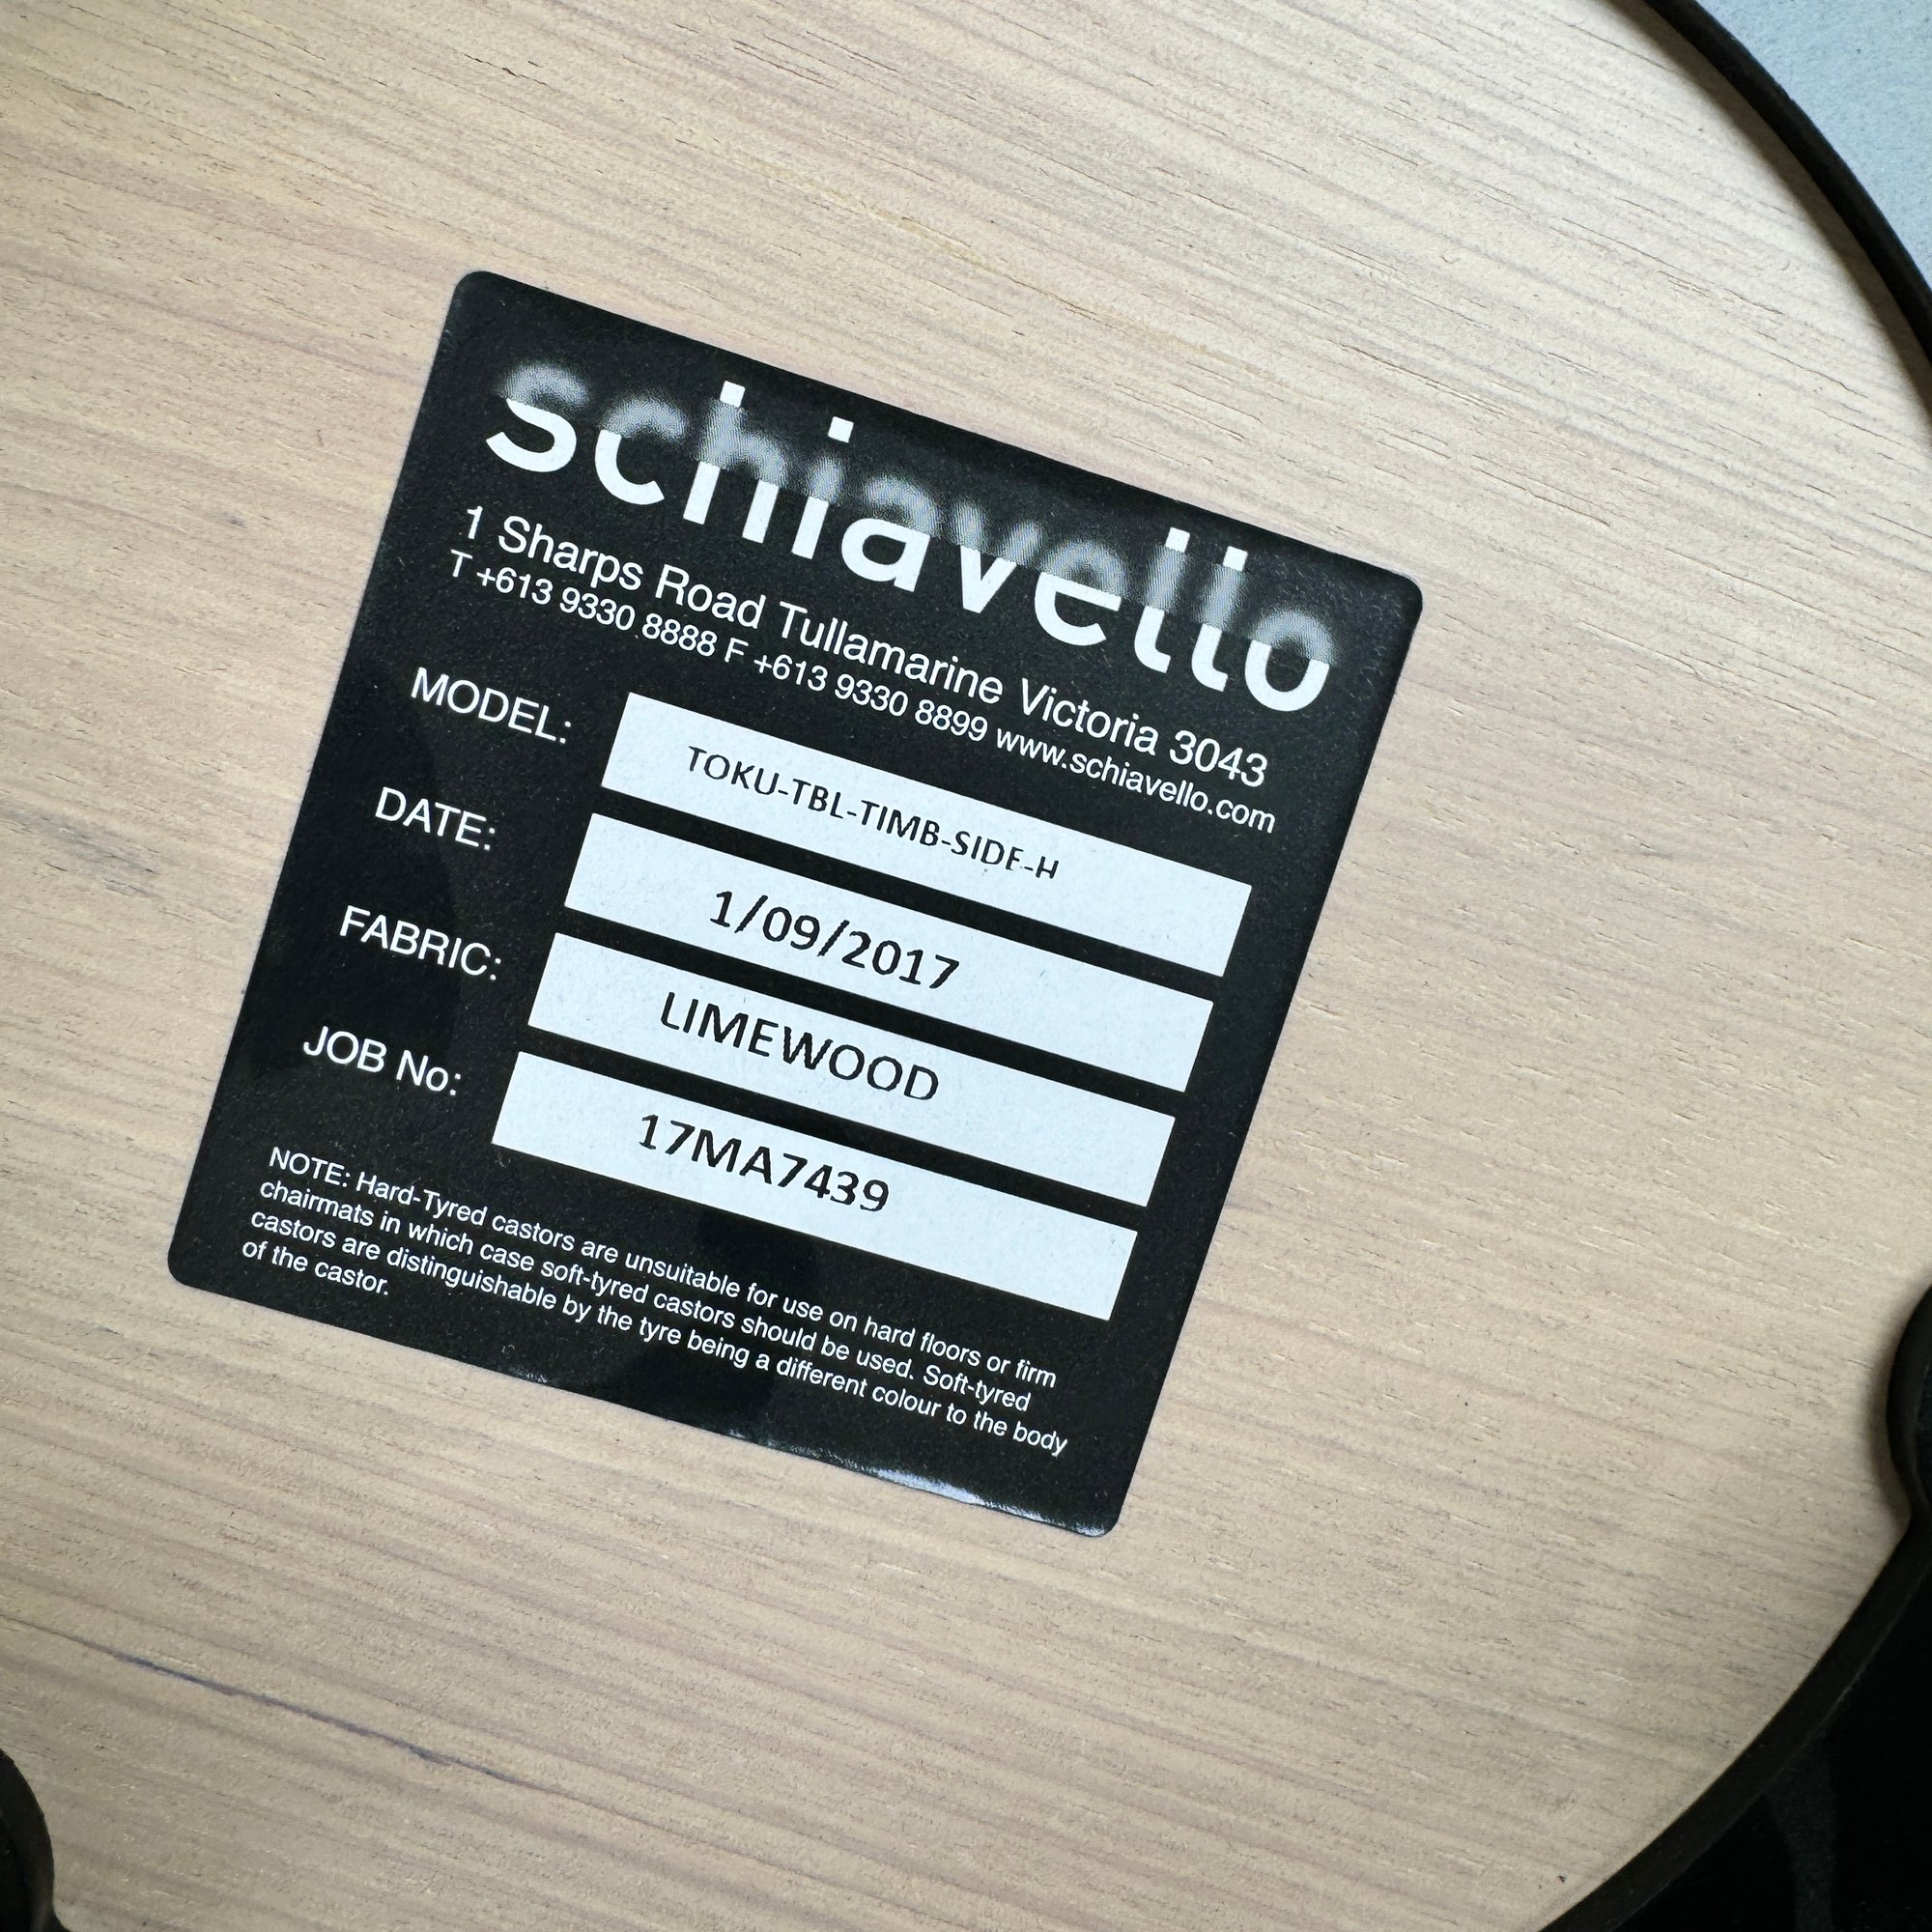 schiavello
1 Sharps Road Tullamarine Victoria 3043
T +613 9330 8888 F +613 9330 8899 www.schiavello.com
MODEL: TOKU-TBL-TIMB-SIDE-H
DATE: 1/09/2017
FABRIC: LIMEWOOD
JOB No: 17MA7439
NOTE: Hard-Tyred castors are unsuitable for use on hard floors or firm
chairmats in which case soft-tyred castors should be used. Soft-tyred
castors are distinguishable by the tyre being a different colour to the body
of the castor.